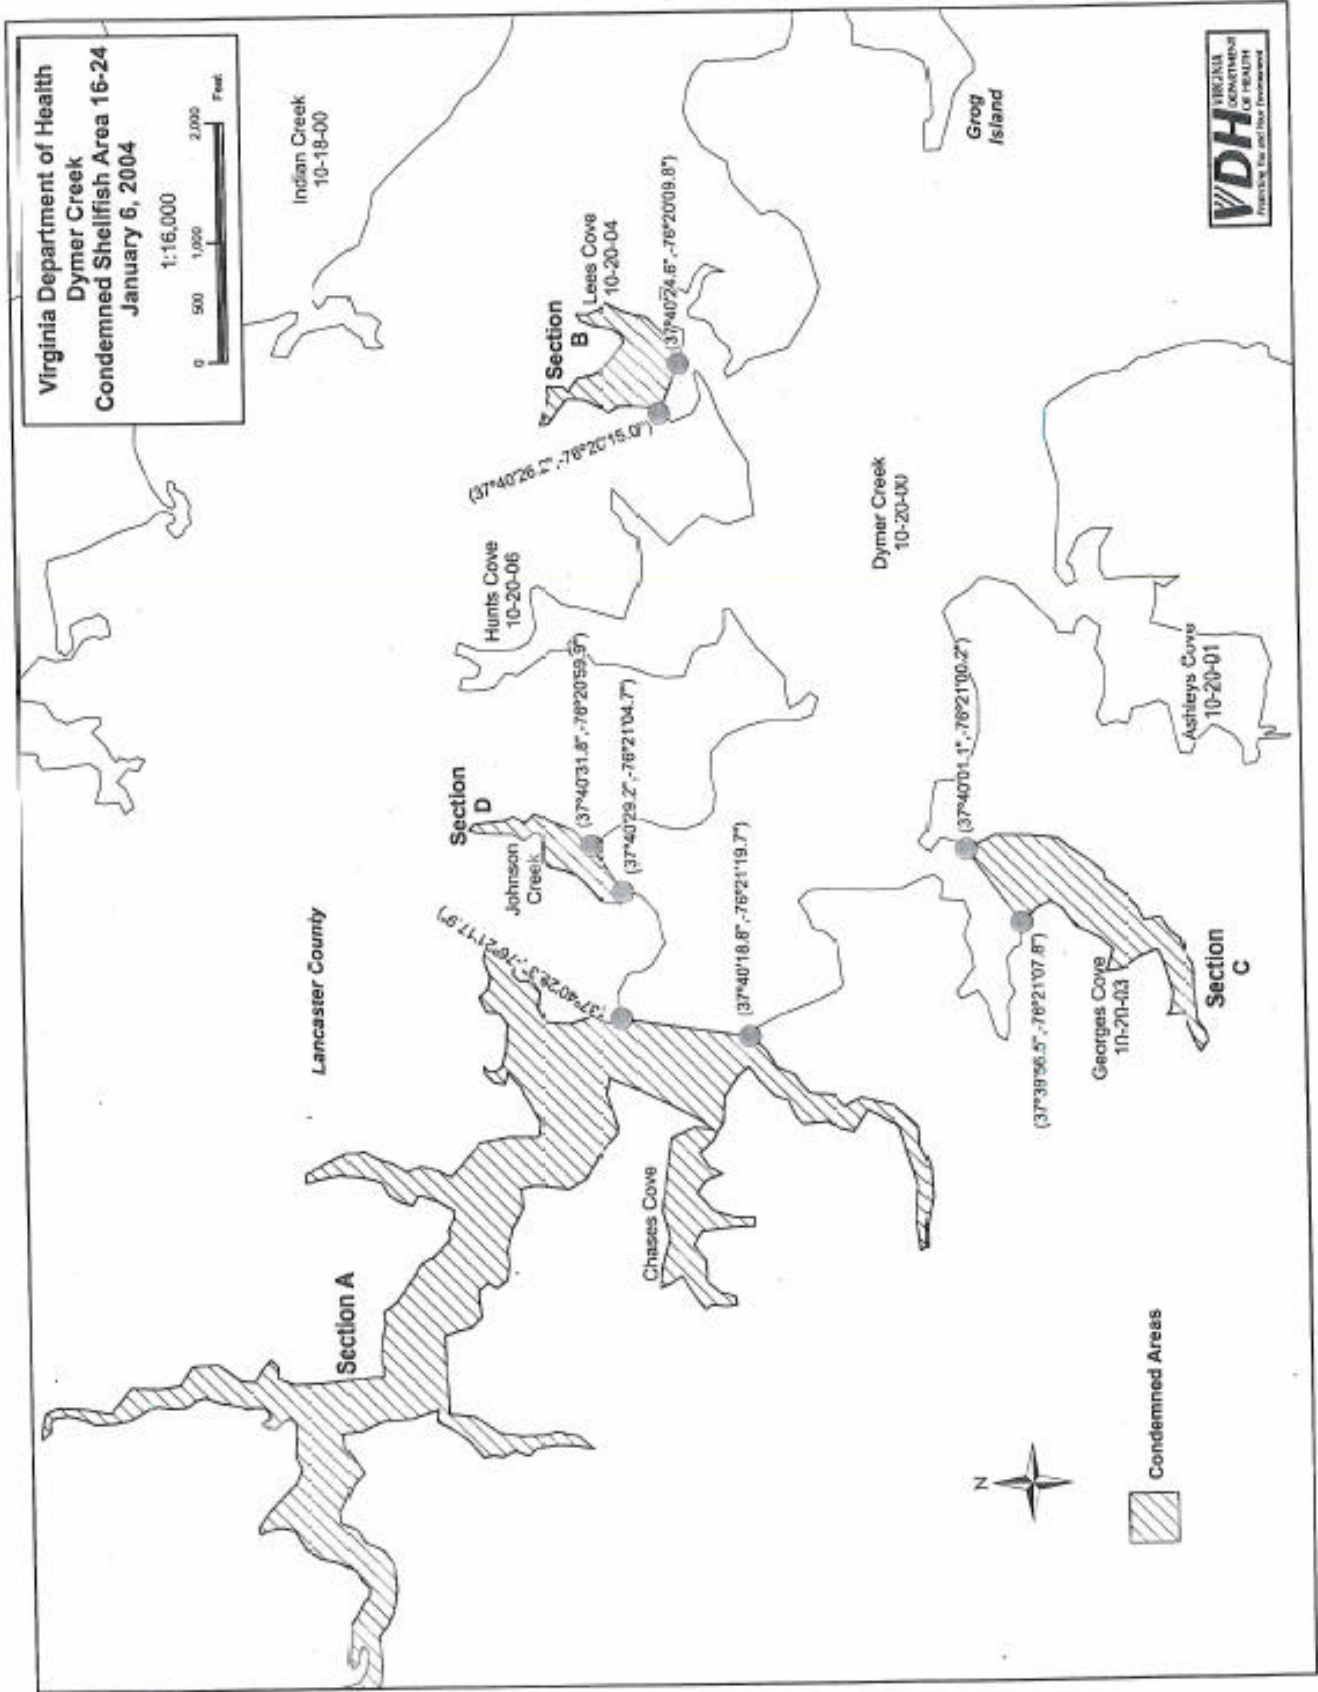 Virginia Department of Health
Dymer Creek
Condemned Shellfish Area 16-24
January 6, 2004
1:16,000
0 500 1,000 2,000
Feet
Indian Creek
10-18-00
Grog
Island
VDH VIRGINIA
DEPARTMENT
OF HEALTH
Protecting You and Your Environment
Section
B
Lees Cove
10-20-04
(37°40'24.6",-76°20'09.8")
(37°40'26.2",-76°20'15.0")
Hunts Cove
10-20-06
Dymer Creek
10-20-00
(37°40'31.8",-76°20'59.9")
(37°40'29.2",-76°21'04.7")
Section
D
Johnson
Creek
Lancaster County
(37°40'29.3",-76°21'17.9")
(37°40'18.8",-76°21'19.7")
(37°40'01.1",-76°21'00.2")
Ashleys Cove
10-20-01
(37°39'56.5",-76°21'07.8")
Georges Cove
10-20-03
Section
C
Chases Cove
Section A
N
Condemned Areas